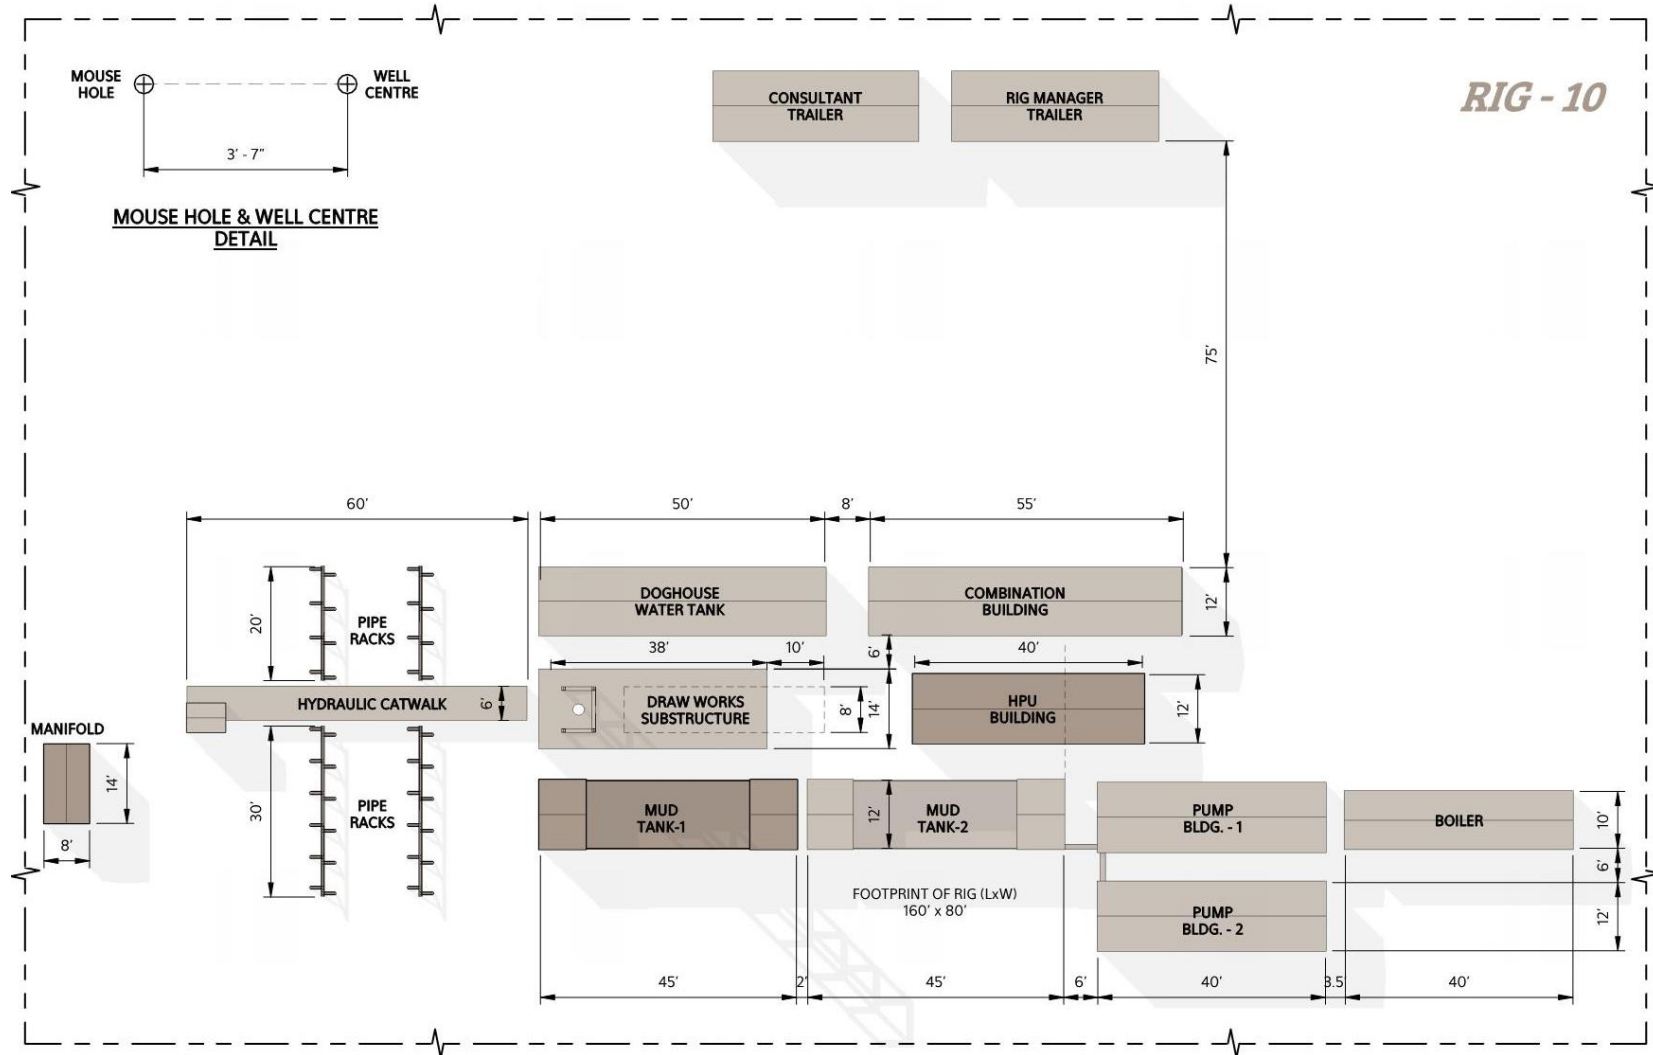 MOUSE
HOLE
WELL
CENTRE
3' - 7"
MOUSE HOLE & WELL CENTRE
DETAIL
CONSULTANT
TRAILER
RIG MANAGER
TRAILER
RIG - 10
75'
60'
50'
8'
55'
20'
PIPE
RACKS
DOGHOUSE
WATER TANK
COMBINATION
BUILDING
12'
38'
10'
6'
40'
HYDRAULIC CATWALK
6'
DRAW WORKS
SUBSTRUCTURE
8'
14'
HPU
BUILDING
12'
MANIFOLD
14'
8'
30'
PIPE
RACKS
MUD
TANK-1
12'
MUD
TANK-2
PUMP
BLDG. - 1
BOILER
10'
6'
FOOTPRINT OF RIG (LxW)
160' x 80'
PUMP
BLDG. - 2
12'
45'
2'
45'
6'
40'
3.5'
40'